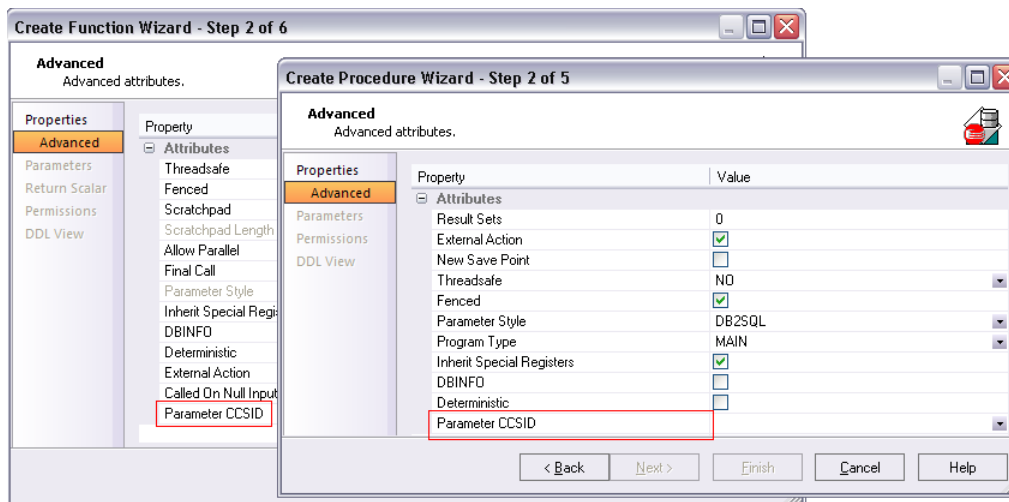 Create Function Wizard - Step 2 of 6
Advanced
Advanced attributes.
Properties
Advanced
Parameters
Return Scalar
Permissions
DDL View
Property
Attributes
Threadsafe
Fenced
Scratchpad
Scratchpad Length
Allow Parallel
Final Call
Parameter Style
Inherit Special Regi
DBINFO
Deterministic
External Action
Called On Null Input
Parameter CCSID
Create Procedure Wizard - Step 2 of 5
Advanced
Advanced attributes.
Properties
Advanced
Parameters
Permissions
DDL View
Property Value
Attributes
Result Sets 0
External Action
New Save Point
Threadsafe NO
Fenced
Parameter Style DB2SQL
Program Type MAIN
Inherit Special Registers
DBINFO
Deterministic
Parameter CCSID
< Back Next > Finish Cancel Help